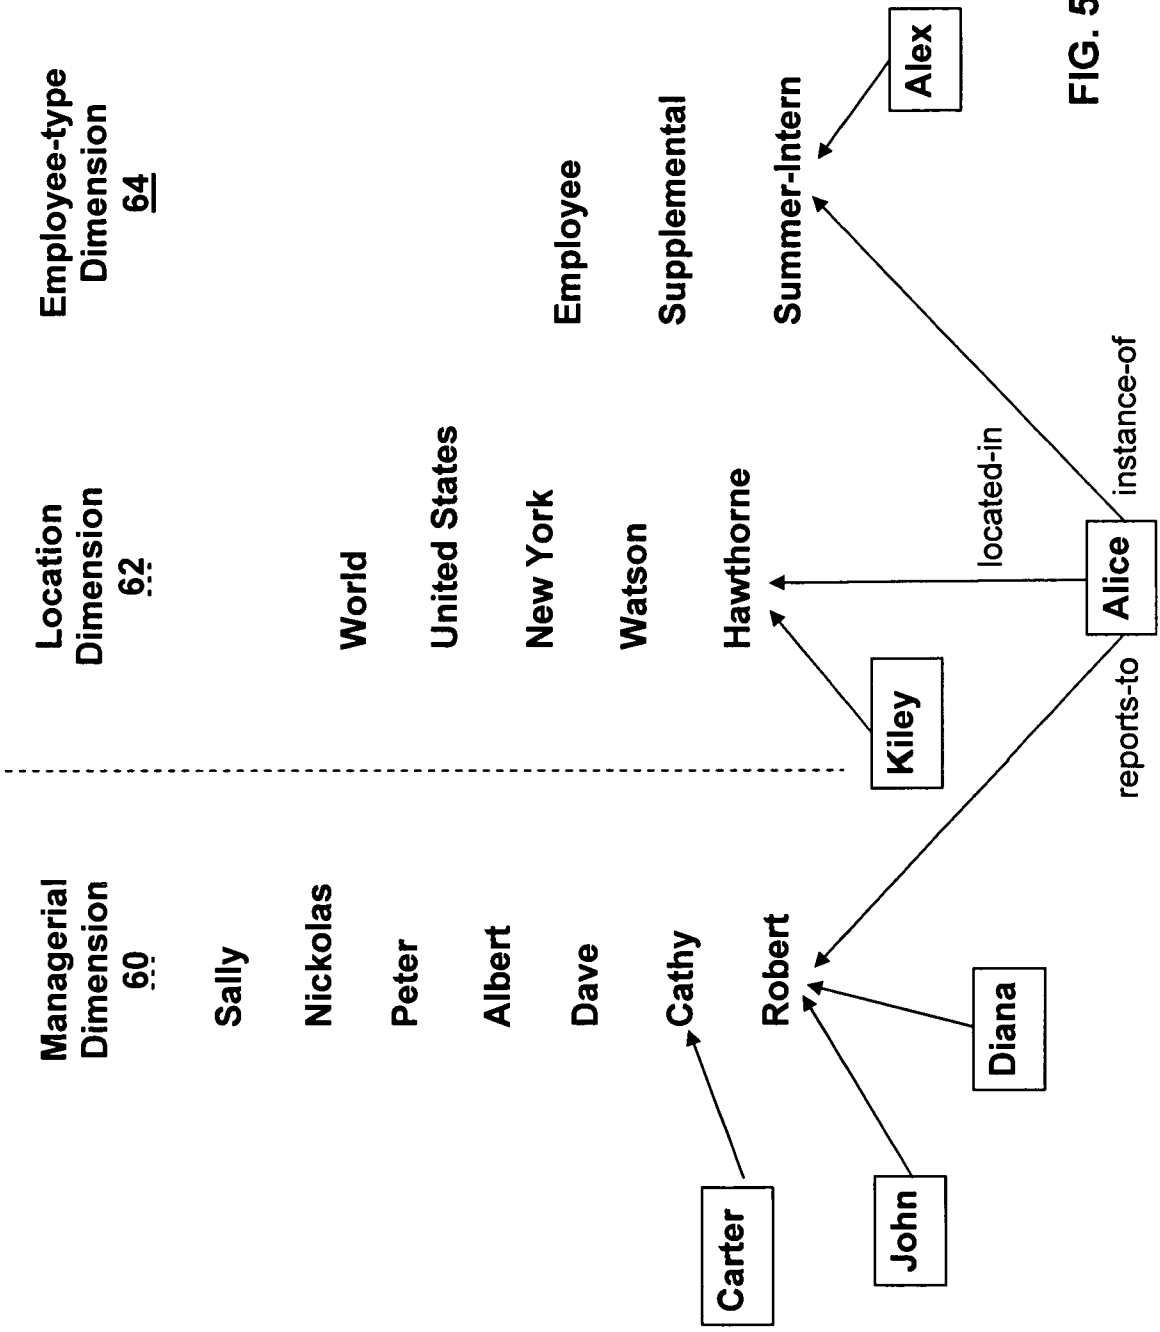 Managerial
Dimension
60
Sally
Nickolas
Peter
Albert
Dave
Cathy
Robert
Carter
John
Diana
Location
Dimension
62
World
United States
New York
Watson
Hawthorne
Kiley
Employee-type
Dimension
64
Employee
Supplemental
Summer-Intern
Alex
reports-to
located-in
instance-of
Alice
FIG. 5